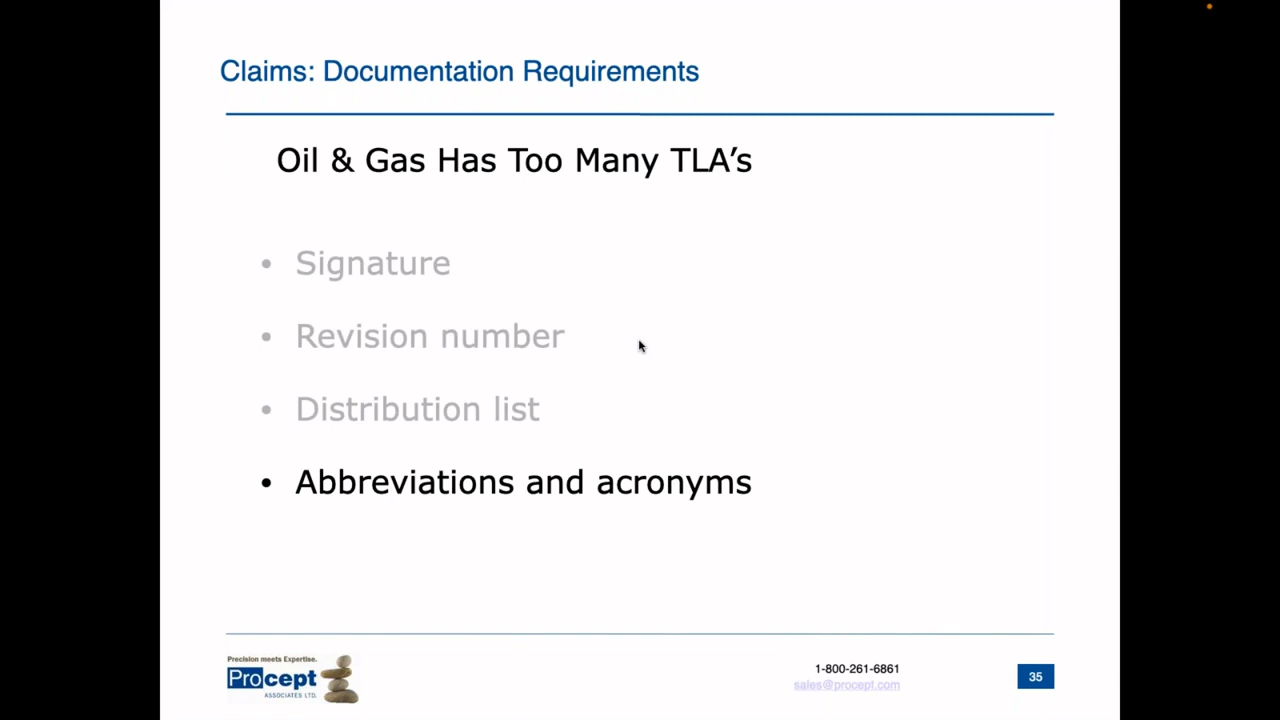 Claims: Documentation Requirements
Oil & Gas Has Too Many TLA’s
• Signature
• Revision number
• Distribution list
• Abbreviations and acronyms
Precision meets Expertise.
Procept
ASSOCIATES LTD.
1-800-261-6861
sales@procept.com
35